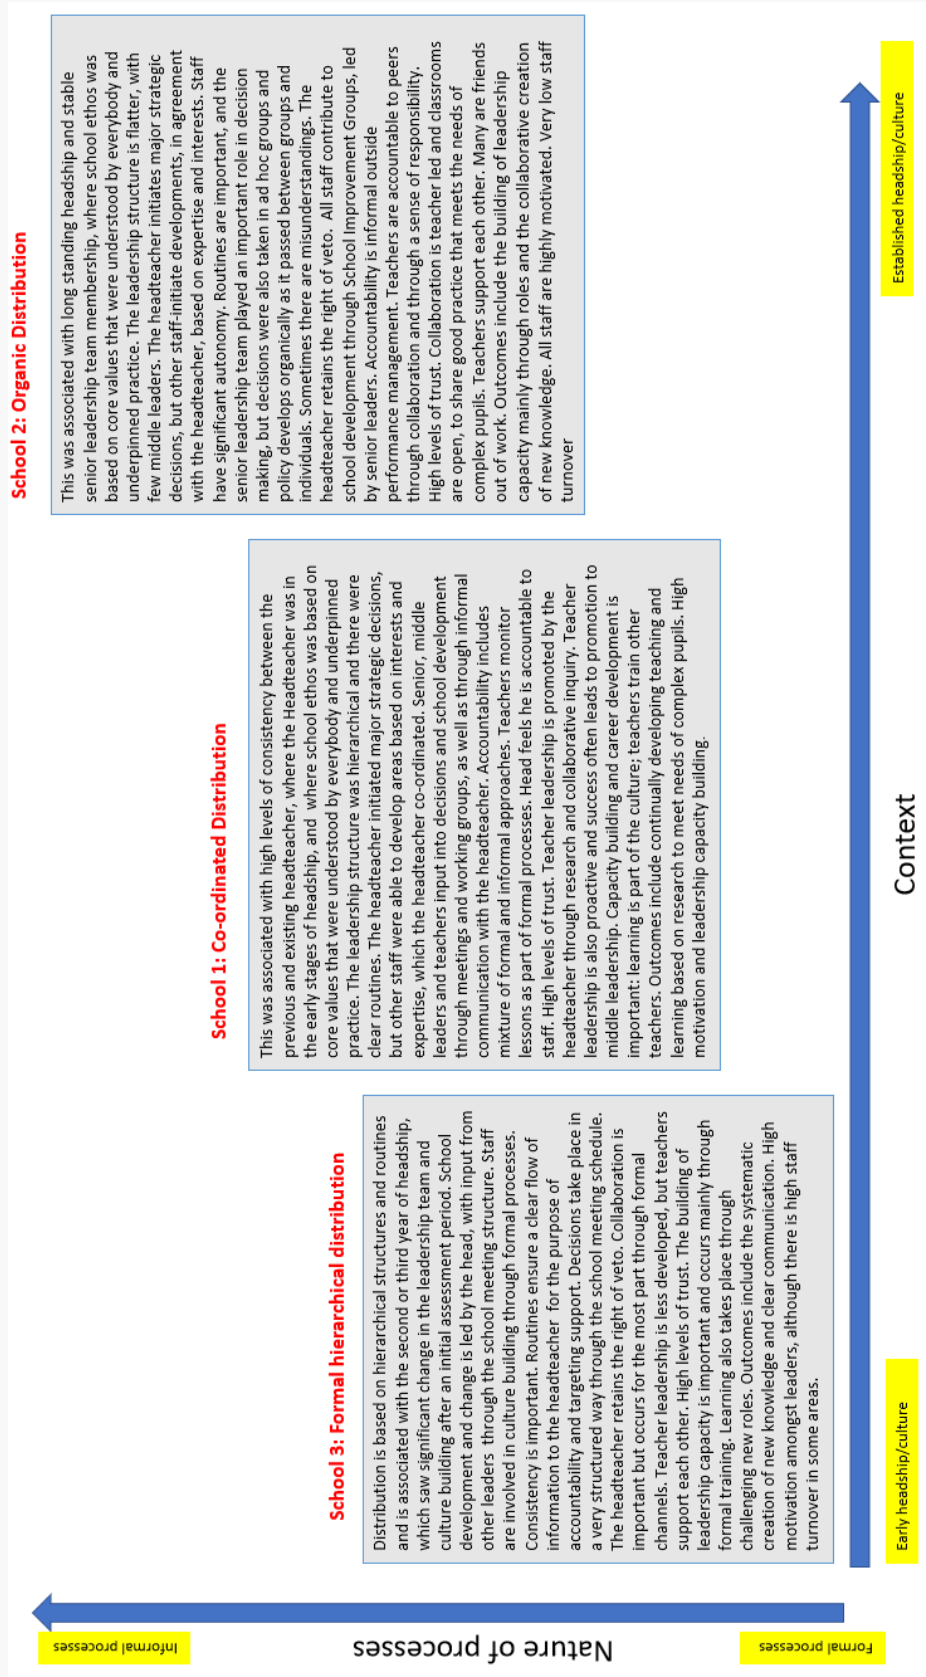 School 2: Organic Distribution
This was associated with long standing headship and stable
senior leadership team membership, where school ethos was
based on core values that were understood by everybody and
underpinned practice. The leadership structure is flatter, with
few middle leaders. The headteacher initiates major strategic
decisions, but other staff-initiate developments, in agreement
with the headteacher, based on expertise and interests. Staff
have significant autonomy. Routines are important, and the
senior leadership team played an important role in decision
making, but decisions were also taken in ad hoc groups and
policy develops organically as it passed between groups and
individuals. Sometimes there are misunderstandings. The
headteacher retains the right of veto. All staff contribute to
school development through School Improvement Groups, led
by senior leaders. Accountability is informal outside
performance management. Teachers are accountable to peers
through collaboration and through a sense of responsibility.
High levels of trust. Collaboration is teacher led and classrooms
are open, to share good practice that meets the needs of
complex pupils. Teachers support each other. Many are friends
out of work. Outcomes include the building of leadership
capacity mainly through roles and the collaborative creation
of new knowledge. All staff are highly motivated. Very low staff
turnover
School 1: Co-ordinated Distribution
This was associated with high levels of consistency between the
previous and existing headteacher, where the Headteacher was in
the early stages of headship, and where school ethos was based on
core values that were understood by everybody and underpinned
practice. The leadership structure was hierarchical and there were
clear routines. The headteacher initiated major strategic decisions,
but other staff were able to develop areas based on interests and
expertise, which the headteacher co-ordinated. Senior, middle
leaders and teachers input into decisions and school development
through meetings and working groups, as well as through informal
communication with the headteacher. Accountability includes
mixture of formal and informal approaches. Teachers monitor
lessons as part of formal processes. Head feels he is accountable to
staff. High levels of trust. Teacher leadership is promoted by the
headteacher through research and collaborative inquiry. Teacher
leadership is also proactive and success often leads to promotion to
middle leadership. Capacity building and career development is
important: learning is part of the culture; teachers train other
teachers. Outcomes include continually developing teaching and
learning based on research to meet needs of complex pupils. High
motivation and leadership capacity building.
School 3: Formal hierarchical distribution
Distribution is based on hierarchical structures and routines
and is associated with the second or third year of headship,
which saw significant change in the leadership team and
culture building after an initial assessment period. School
development and change is led by the head, with input from
other leaders through the school meeting structure. Staff
are involved in culture building through formal processes.
Consistency is important. Routines ensure a clear flow of
information to the headteacher for the purpose of
accountability and targeting support. Decisions take place in
a very structured way through the school meeting schedule.
The headteacher retains the right of veto. Collaboration is
important but occurs for the most part through formal
channels. Teacher leadership is less developed, but teachers
support each other. High levels of trust. The building of
leadership capacity is important and occurs mainly through
formal training. Learning also takes place through
challenging new roles. Outcomes include the systematic
creation of new knowledge and clear communication. High
motivation amongst leaders, although there is high staff
turnover in some areas.
Informal processes
Nature of processes
Formal processes
Early headship/culture
Context
Established headship/culture